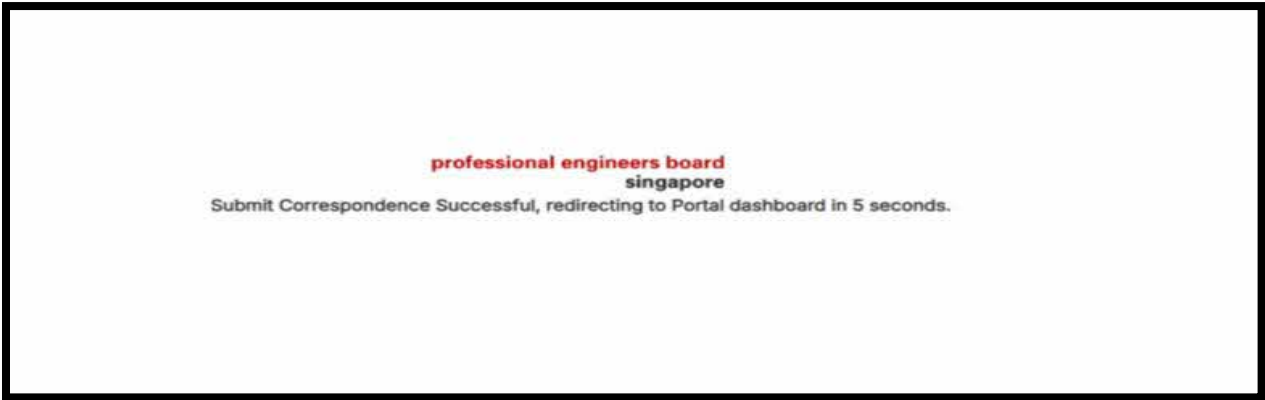 professional engineers board
singapore
Submit Correspondence Successful, redirecting to Portal dashboard in 5 seconds.